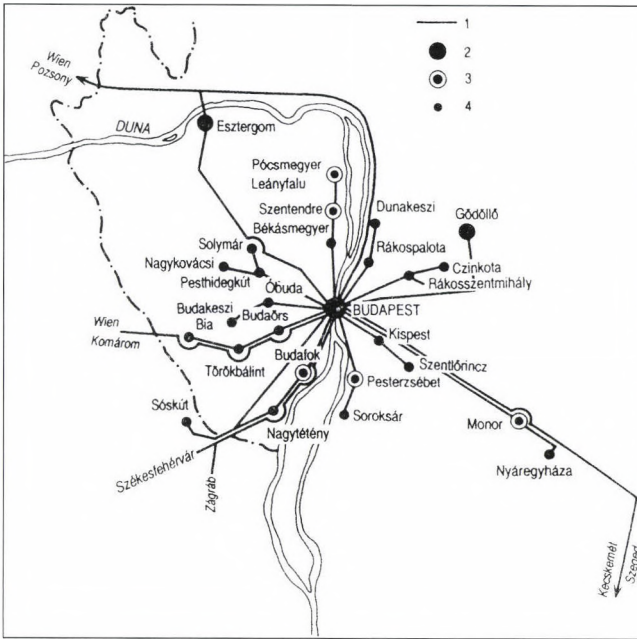 1
2
3
4
Wien
Pozsony
DUNA
Esztergom
Pócsmegyer
Leányfalu
Szentendre
Békásmegyer
Dunakeszi
Gödöllő
Solymár
Nagykovácsi
Pesthidegkút
Rákospalota
Czinkota
Rákosszentmihály
Óbuda
Budakeszi
Budaörs
Bia
BUDAPEST
Wien
Komárom
Törökbálint
Kispest
Budafok
Szentlőrincz
Pesterzsébet
Sóskút
Nagytétény
Soroksár
Monor
Székesfehérvár
Zágráb
Nyáregyháza
Kecskemét
Szeged